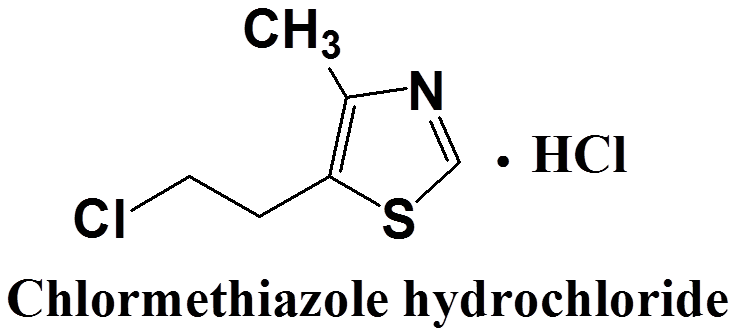 CH₃
N
• HCl
Cl
S
Chlormethiazole hydrochloride